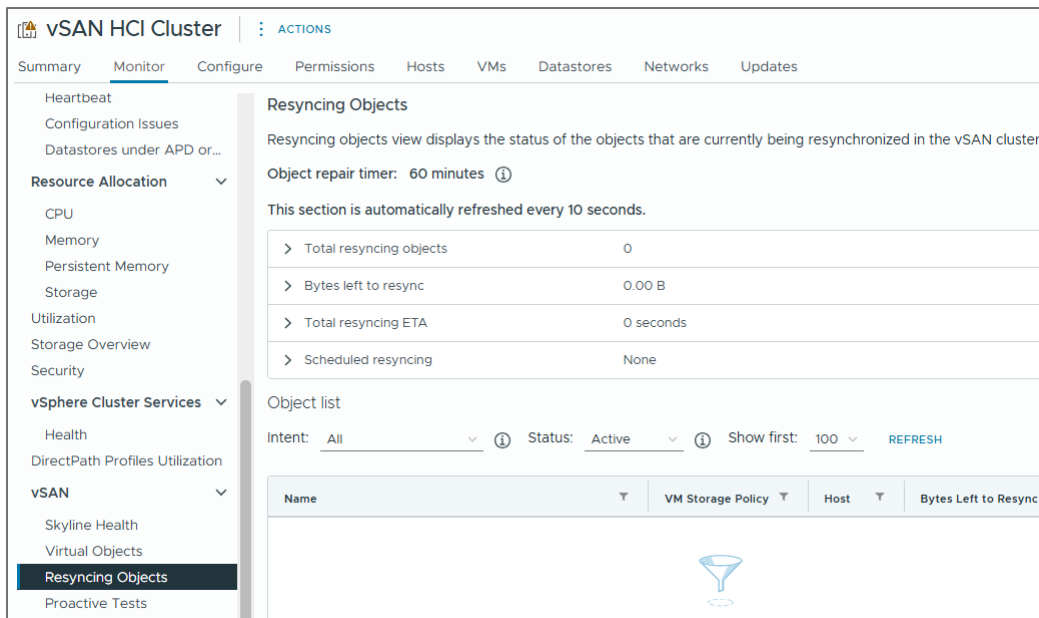 vSAN HCI Cluster
ACTIONS
Summary Monitor Configure Permissions Hosts VMs Datastores Networks Updates
Heartbeat
Configuration Issues
Datastores under APD or...
Resource Allocation
CPU
Memory
Persistent Memory
Storage
Utilization
Storage Overview
Security
vSphere Cluster Services
Health
DirectPath Profiles Utilization
vSAN
Skyline Health
Virtual Objects
Resyncing Objects
Proactive Tests
Resyncing Objects
Resyncing objects view displays the status of the objects that are currently being resynchronized in the vSAN cluster
Object repair timer: 60 minutes
This section is automatically refreshed every 10 seconds.
Total resyncing objects 0
Bytes left to resync 0.00 B
Total resyncing ETA 0 seconds
Scheduled resyncing None
Object list
Intent: All Status: Active Show first: 100 REFRESH
Name VM Storage Policy Host Bytes Left to Resync